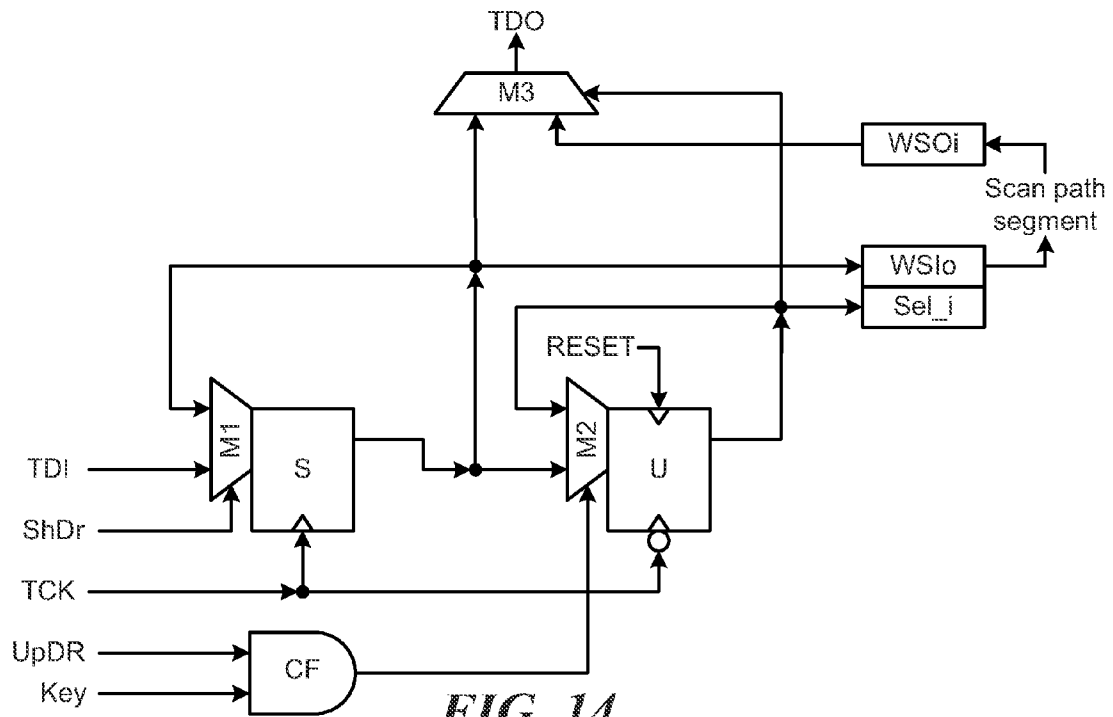 TDO
M3
WSOi
Scan path
segment
WSIo
Sel_i
RESET
M1
S
M2
U
TDI
ShDr
TCK
UpDR
Key
CF
FIG. 14